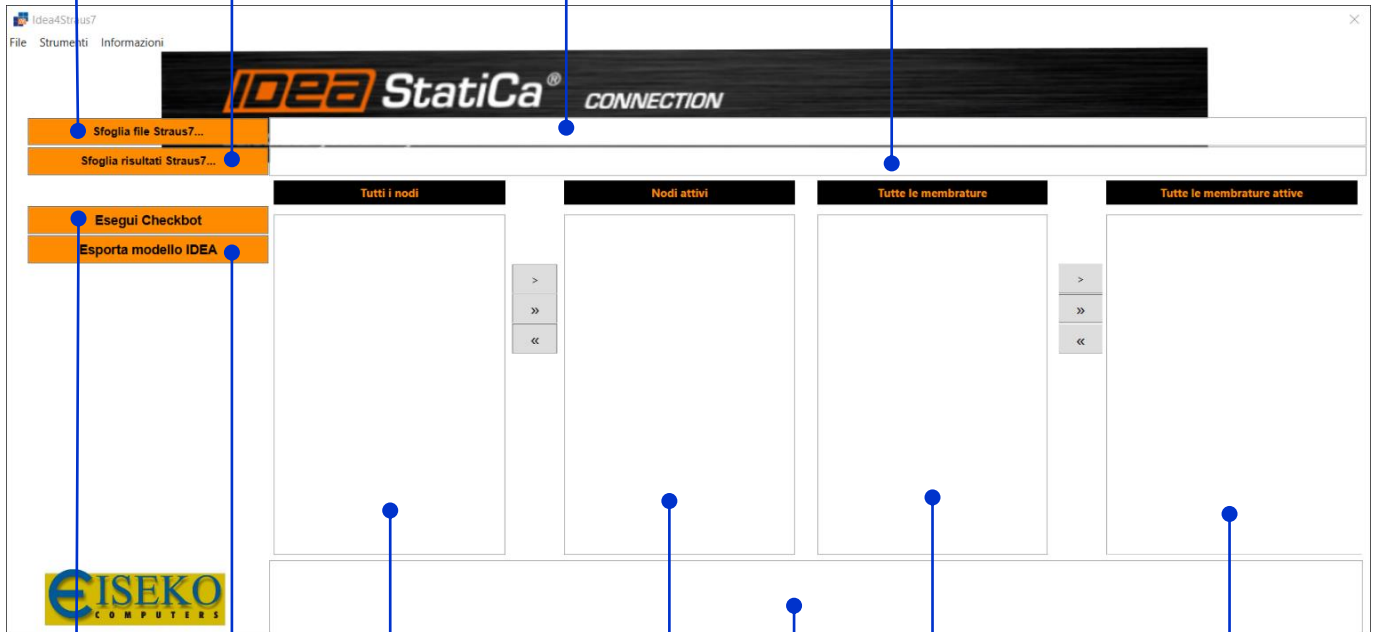 Idea4Straus7
File Strumenti Informazioni
IDEA StatiCa® CONNECTION
Sfoglia file Straus7...
Sfoglia risultati Straus7...
Tutti i nodi
Nodi attivi
Tutte le membrature
Tutte le membrature attive
Esegui Checkbot
Esporta modello IDEA
> >
» »
« «
EISEKO
COMPUTERS